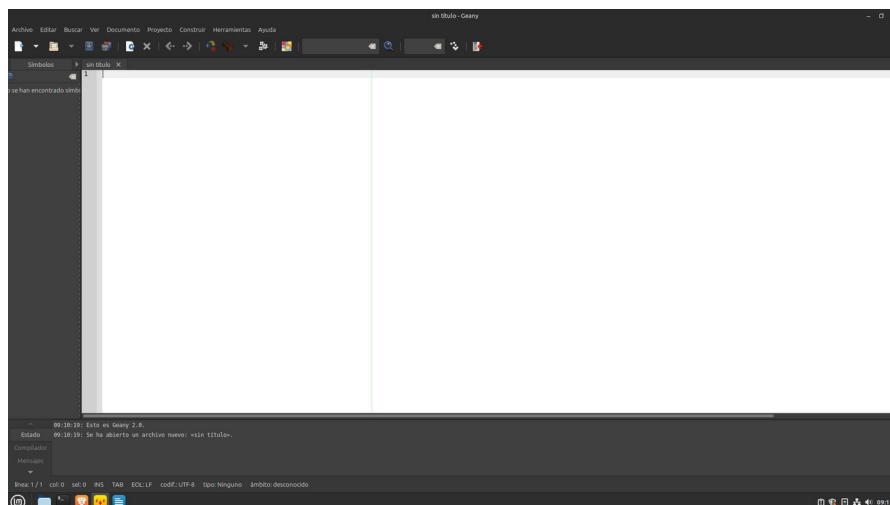 sin título - Geany
Archivo Editar Buscar Ver Documento Proyecto Construir Herramientas Ayuda
Símbolos sin título
1
o se han encontrado símb
09:10:19: Esto es Geany 2.0.
Estado 09:10:19: Se ha abierto un archivo nuevo: «sin título».
Compilador
Mensajes
línea: 1 / 1 col: 0 sel: 0 INS TAB EOL: LF codif.: UTF-8 tipo: Ninguno ámbito: desconocido
09:1